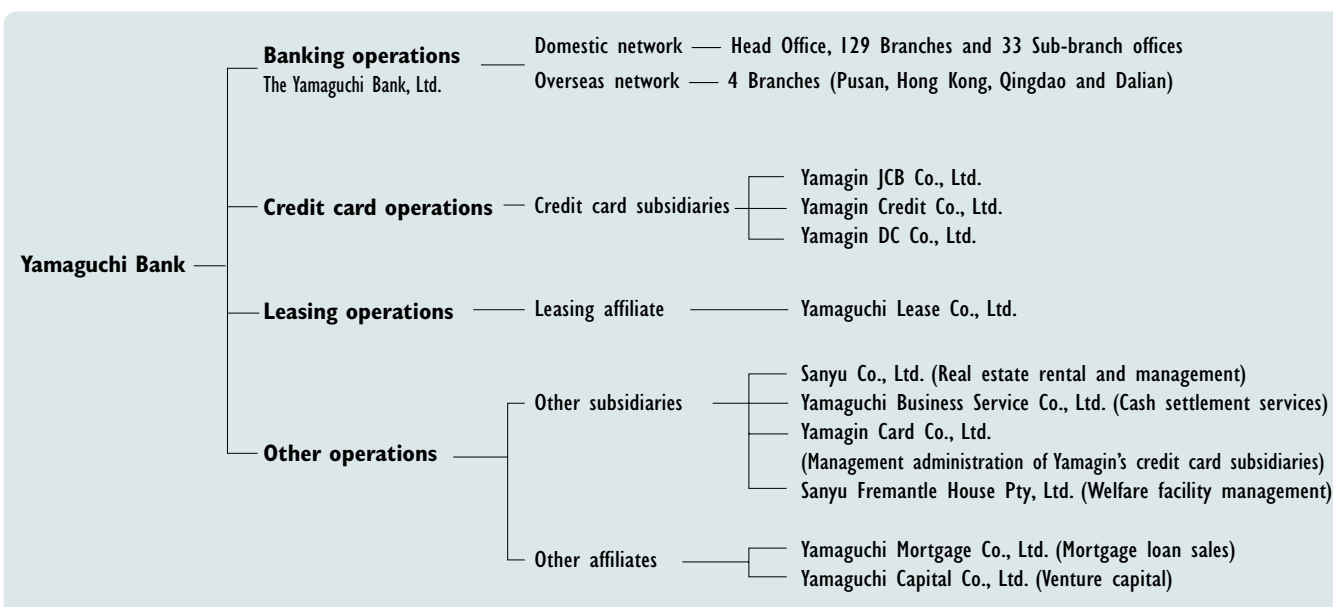 Yamaguchi Bank
Banking operations
The Yamaguchi Bank, Ltd.
Domestic network — Head Office, 129 Branches and 33 Sub-branch offices
Overseas network — 4 Branches (Pusan, Hong Kong, Qingdao and Dalian)
Credit card operations
Credit card subsidiaries
Yamagin JCB Co., Ltd.
Yamagin Credit Co., Ltd.
Yamagin DC Co., Ltd.
Leasing operations
Leasing affiliate
Yamaguchi Lease Co., Ltd.
Other operations
Other subsidiaries
Sanyu Co., Ltd. (Real estate rental and management)
Yamaguchi Business Service Co., Ltd. (Cash settlement services)
Yamagin Card Co., Ltd.
(Management administration of Yamagin's credit card subsidiaries)
Sanyu Fremantle House Pty, Ltd. (Welfare facility management)
Other affiliates
Yamaguchi Mortgage Co., Ltd. (Mortgage loan sales)
Yamaguchi Capital Co., Ltd. (Venture capital)